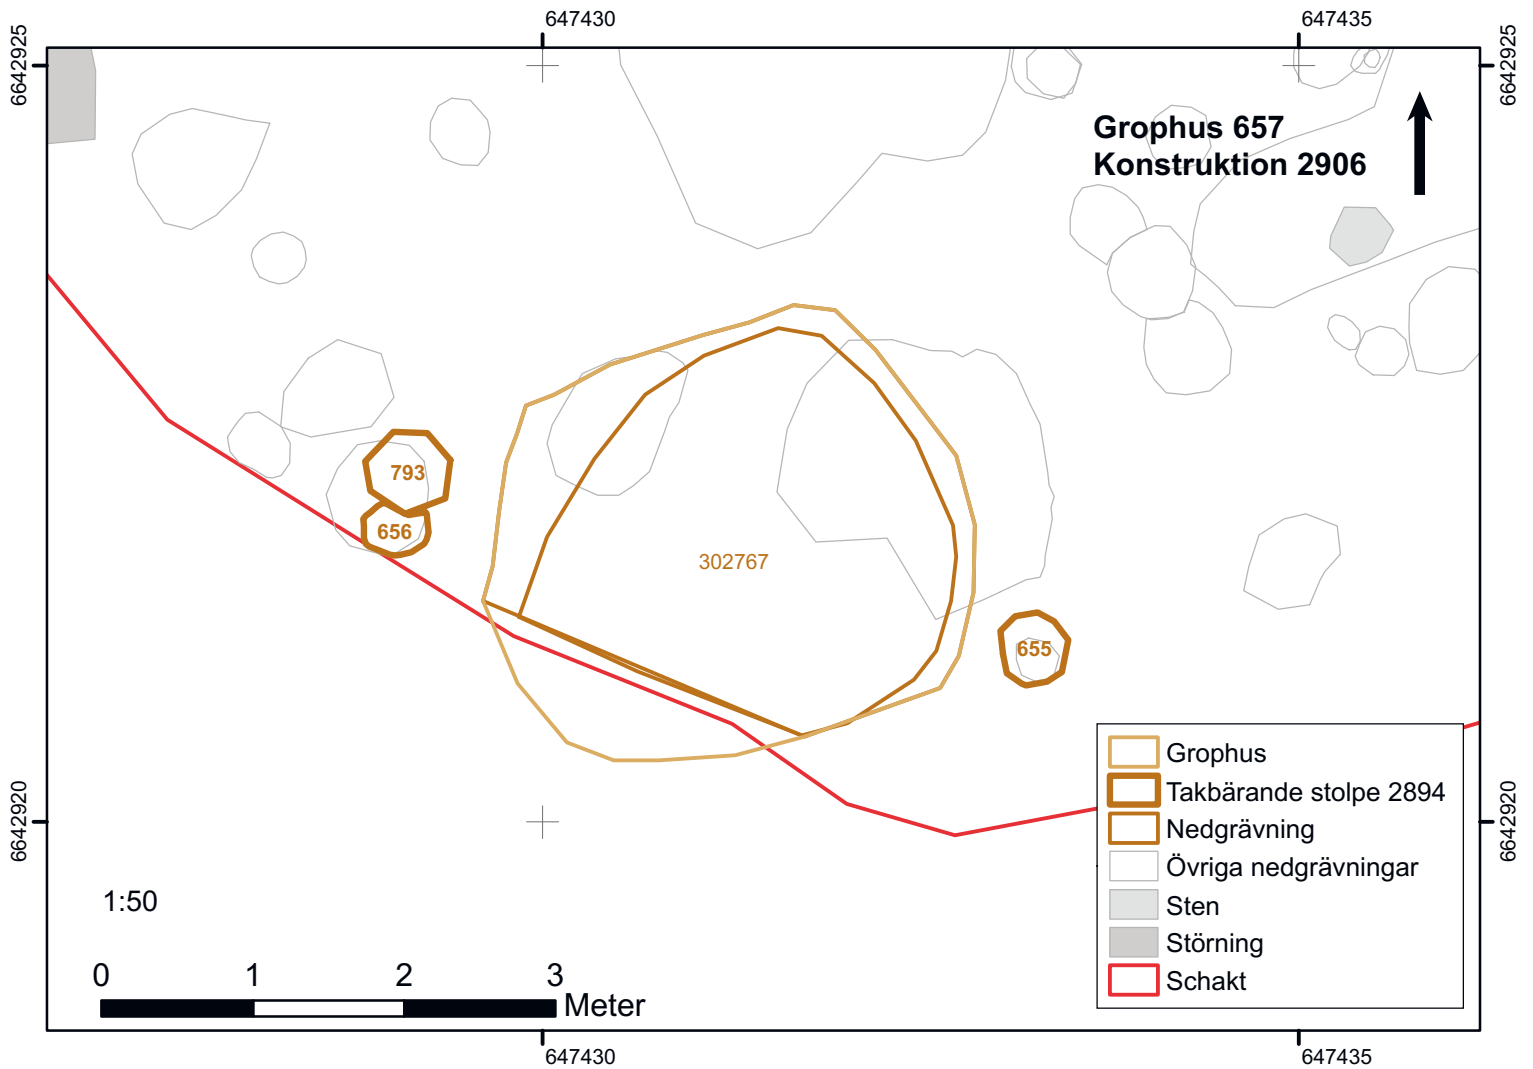 647430
647435
6642925
6642925
Grophus 657
Konstruktion 2906
793
656
302767
655
Grophus
Takbärande stolpe 2894
Nedgrävning
Övriga nedgrävningar
Sten
Störning
Schakt
6642920
6642920
1:50
0 1 2 3
Meter
647430
647435